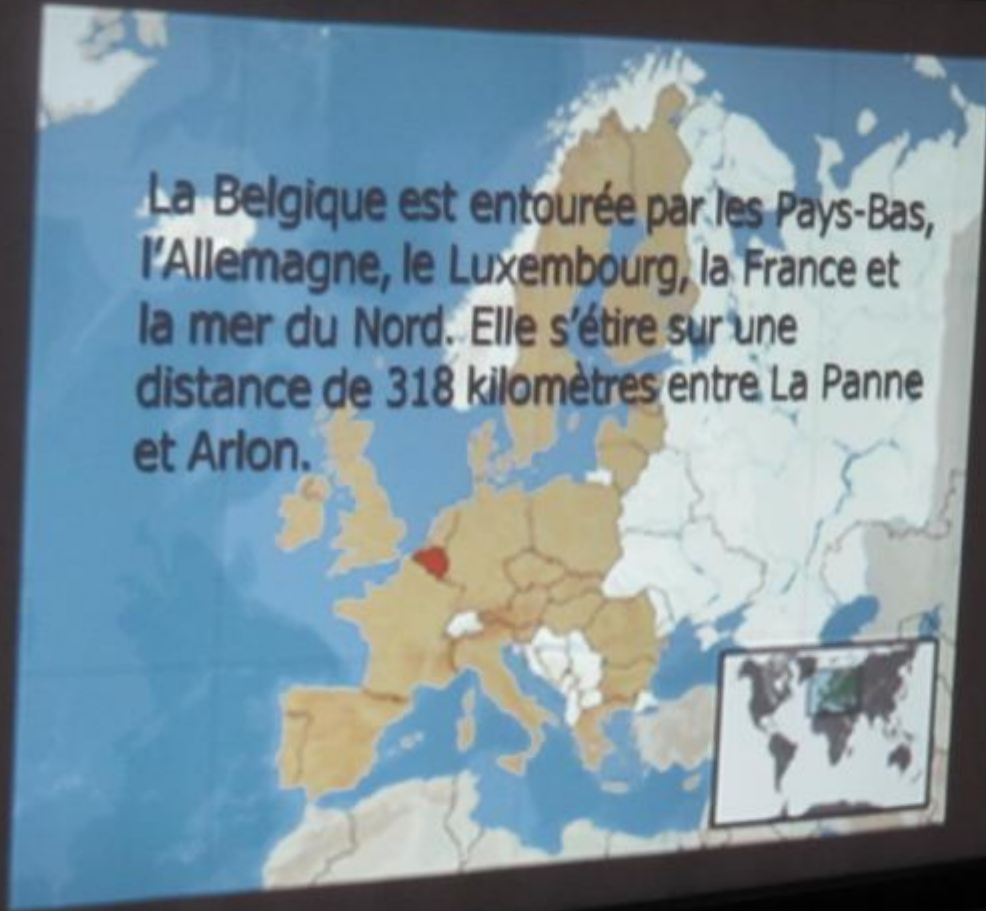 La Belgique est entourée par les Pays-Bas,
l'Allemagne, le Luxembourg, la France et
la mer du Nord. Elle s'étire sur une
distance de 318 kilomètres entre La Panne
et Arlon.